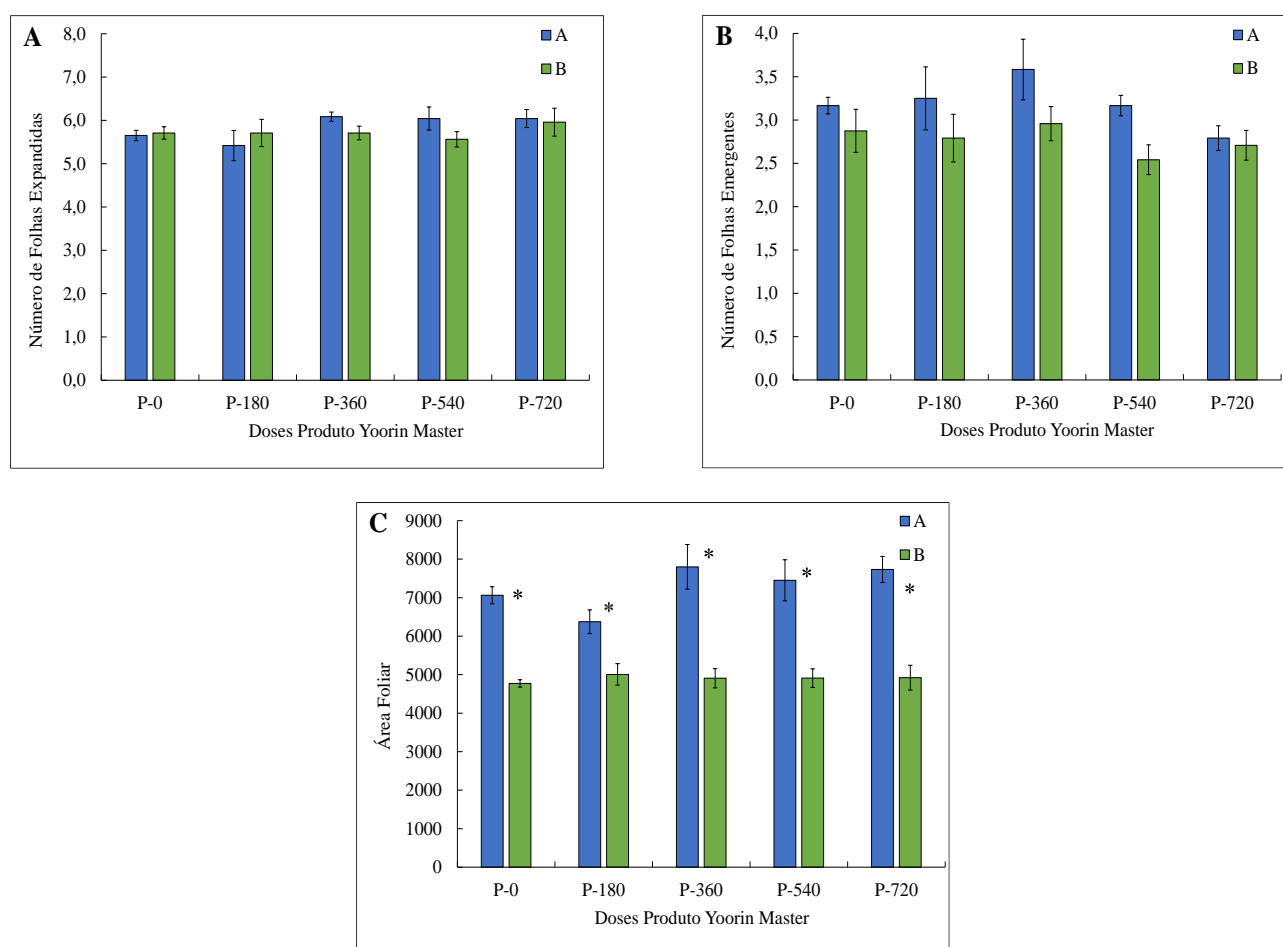 A
A
B
Número de Folhas Expandidas
8,0
7,0
6,0
5,0
4,0
3,0
2,0
1,0
0,0
P-0 P-180 P-360 P-540 P-720
Doses Produto Yoorin Master
B
A
B
Número de Folhas Emergentes
4,0
3,5
3,0
2,5
2,0
1,5
1,0
0,5
0,0
P-0 P-180 P-360 P-540 P-720
Doses Produto Yoorin Master
C
A
B
Área Foliar
9000
8000
7000
6000
5000
4000
3000
2000
1000
0
* * * * *
P-0 P-180 P-360 P-540 P-720
Doses Produto Yoorin Master